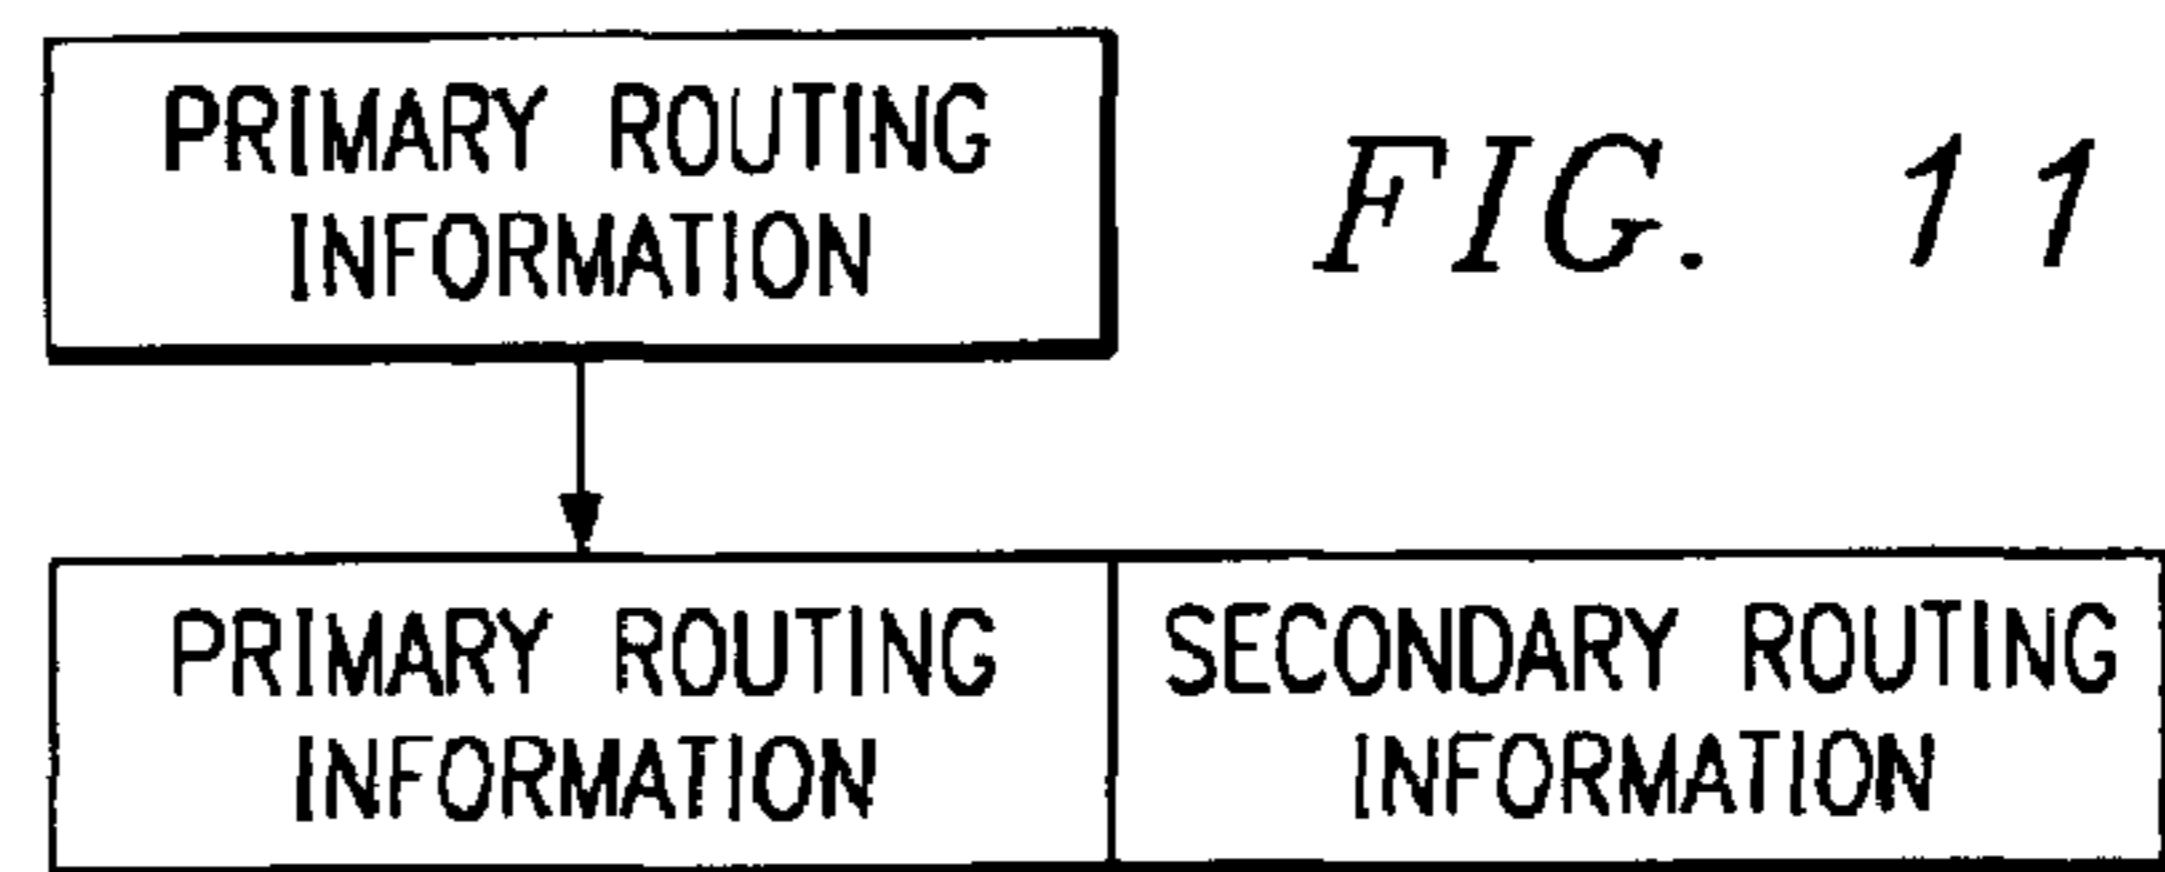 PRIMARY ROUTING
INFORMATION
FIG. 11
PRIMARY ROUTING
INFORMATION
SECONDARY ROUTING
INFORMATION